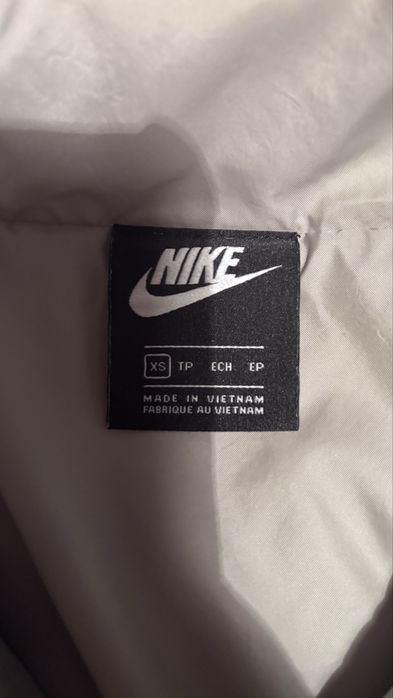 NIKE
XS TP ECH EP
MADE IN VIETNAM
FABRIQUE AU VIETNAM